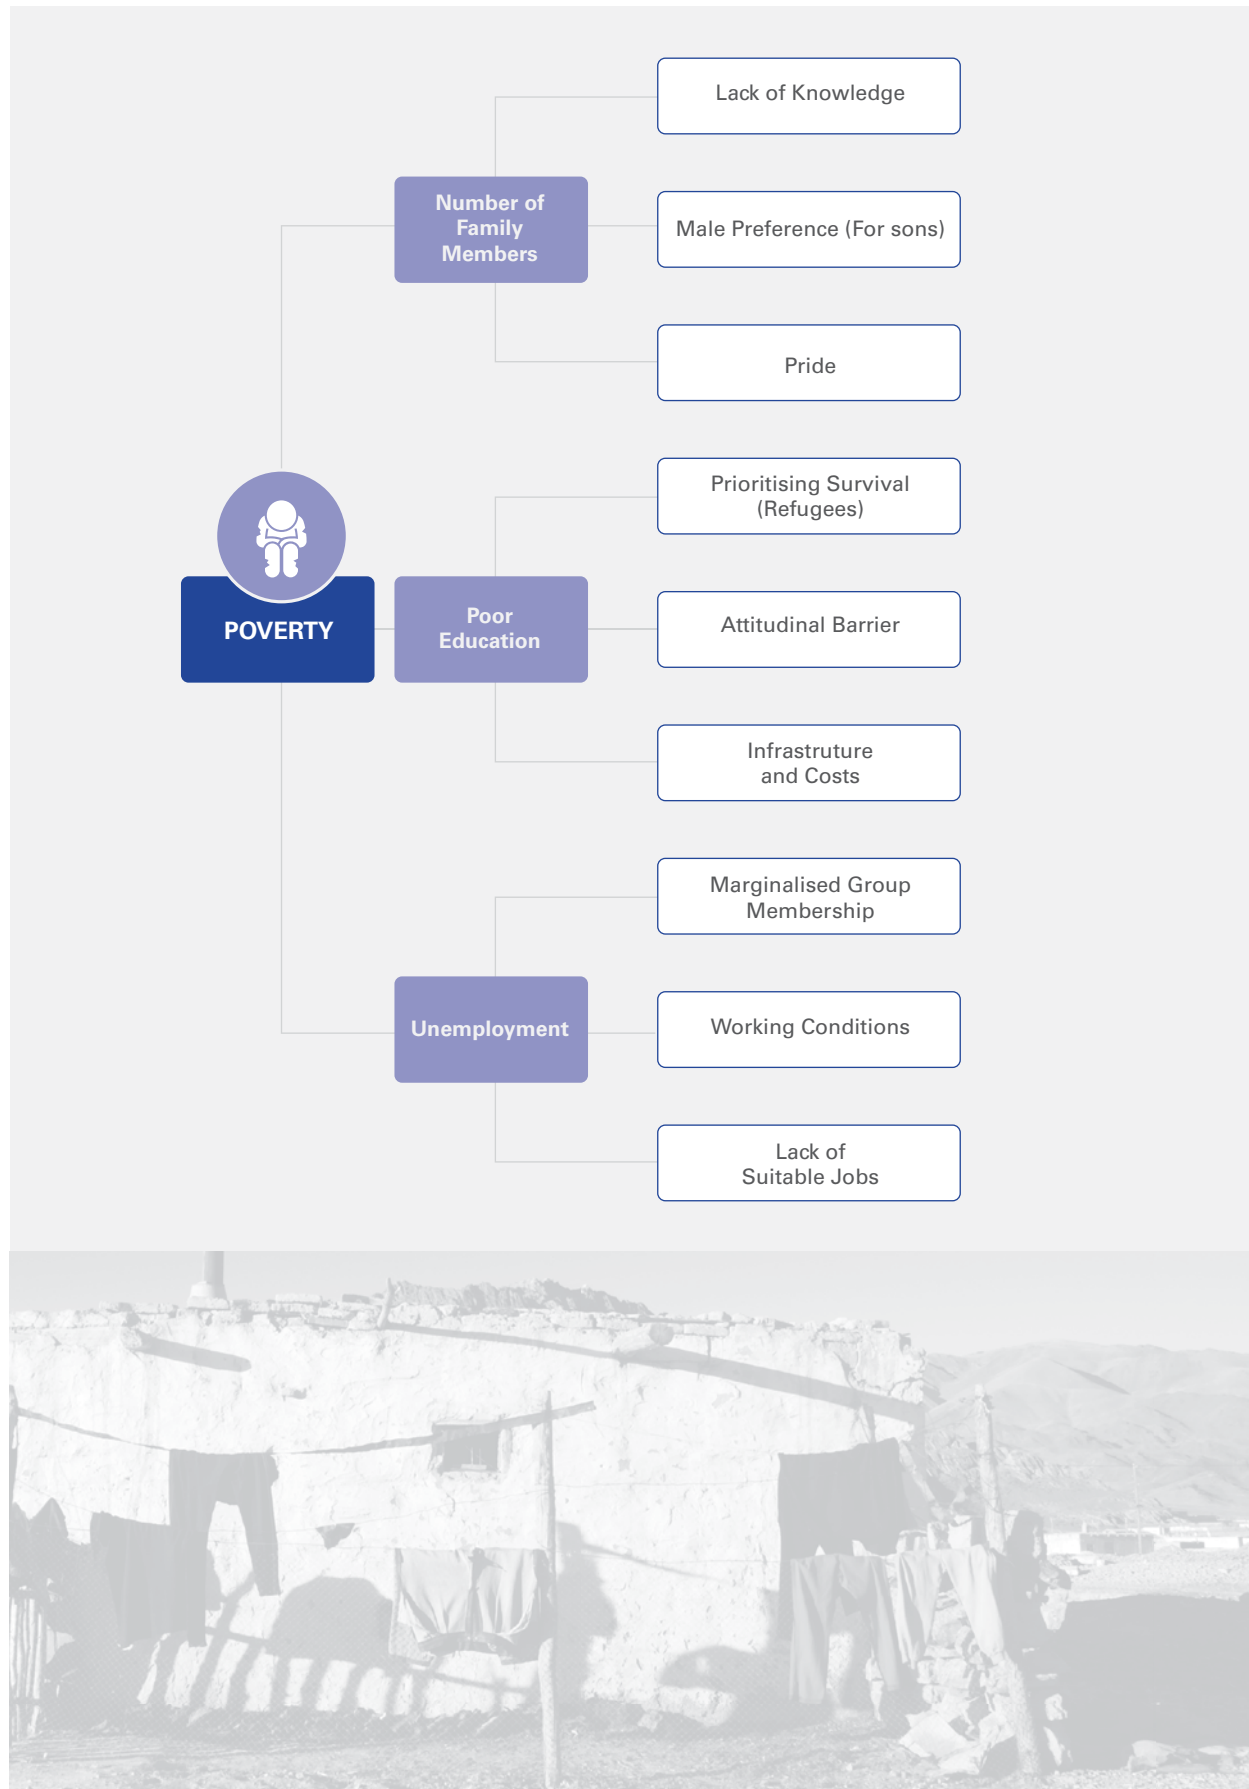 Lack of Knowledge
Number of
Family
Members
Male Preference (For sons)
Pride
POVERTY
Poor
Education
Prioritising Survival
(Refugees)
Attitudinal Barrier
Infrastruture
and Costs
Unemployment
Marginalised Group
Membership
Working Conditions
Lack of
Suitable Jobs